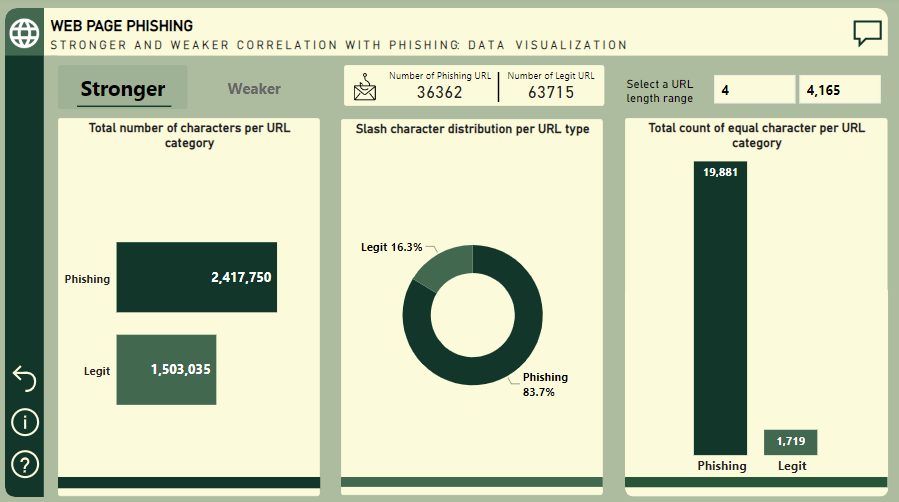 WEB PAGE PHISHING
STRONGER AND WEAKER CORRELATION WITH PHISHING: DATA VISUALIZATION
Stronger
Weaker
Number of Phishing URL
36362
Number of Legit URL
63715
Select a URL
length range
4
4,165
Total number of characters per URL
category
Phishing
2,417,750
Legit
1,503,035
Slash character distribution per URL type
Legit 16.3%
Phishing
83.7%
Total count of equal character per URL
category
19,881
1,719
Phishing
Legit
i
?